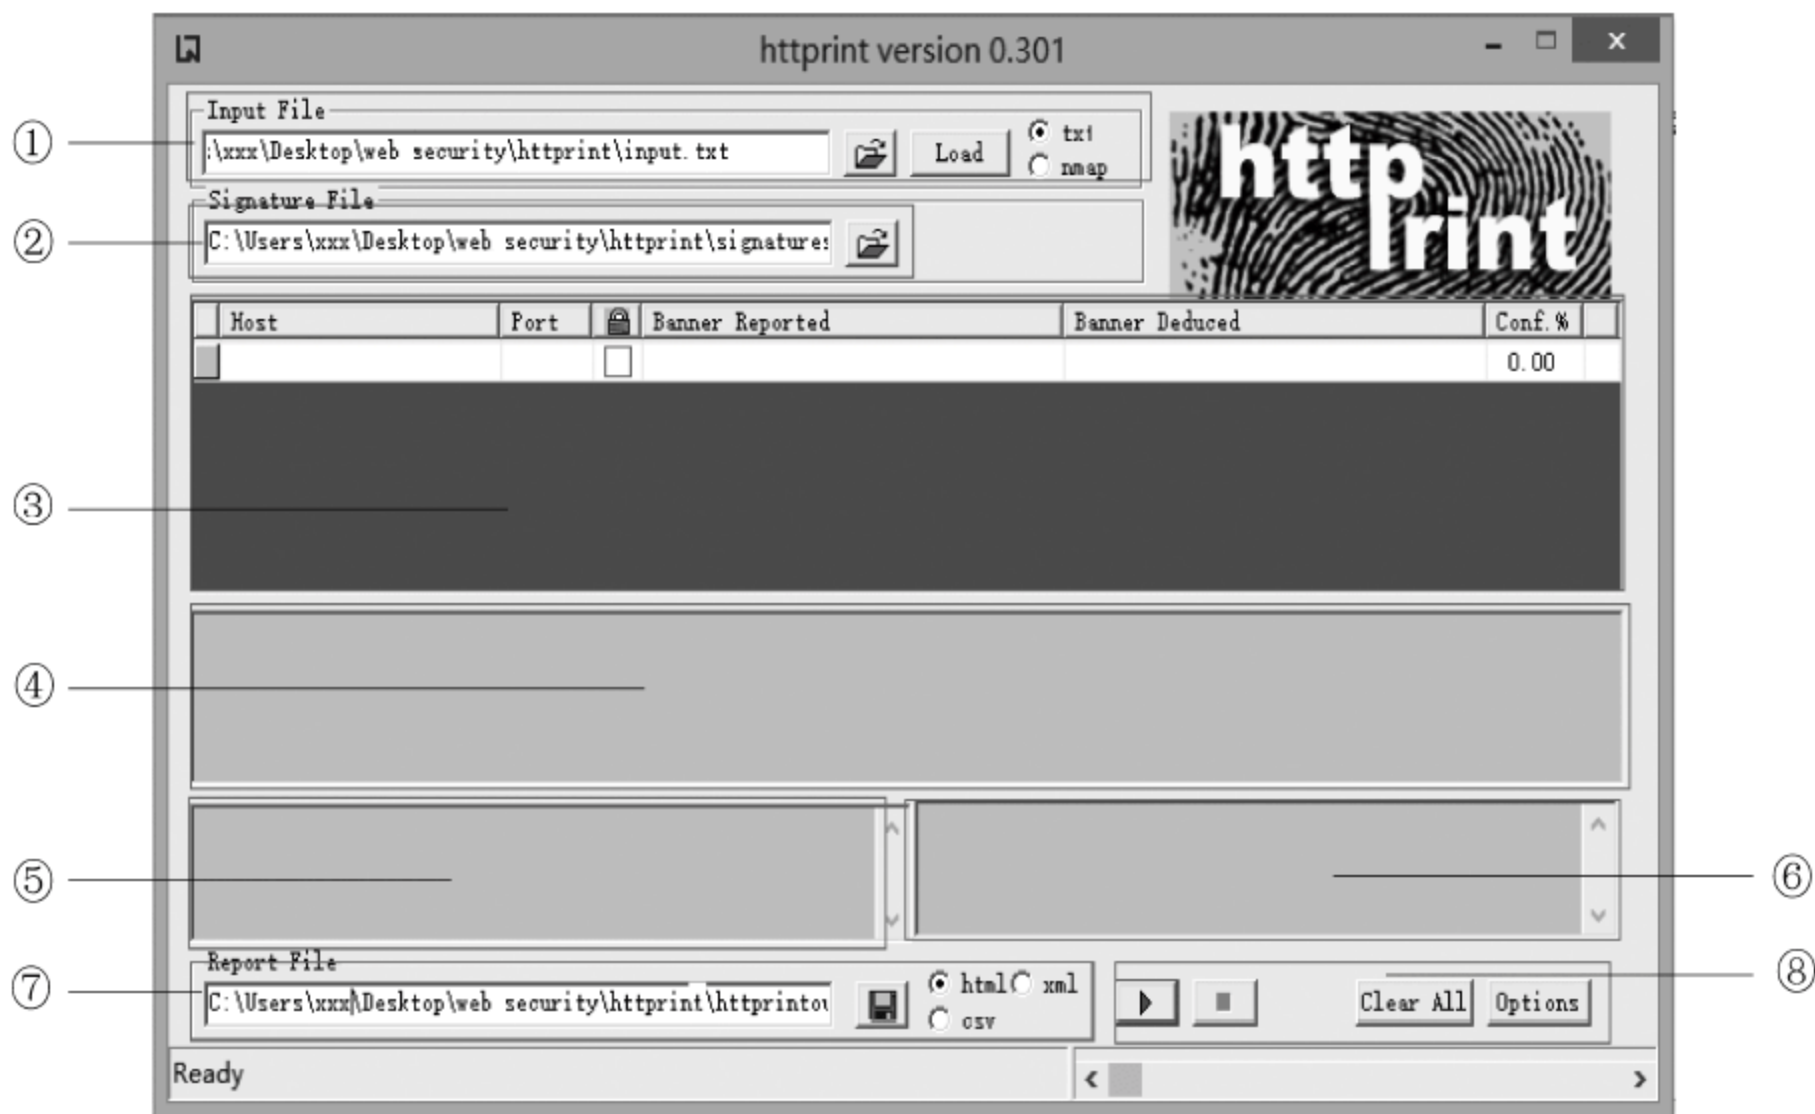 httprint version 0.301
Input File
① :\xxx\Desktop\web security\httprint\input.txt Load txt
nmap
http
print
Signature File
② C:\Users\xxx\Desktop\web security\httprint\signatures
Host Port Banner Reported Banner Deduced Conf.%
0.00
③
④
⑤ ⑥
Report File
⑦ C:\Users\xxx\Desktop\web security\httprint\httprintou html xml
csv
Clear All Options ⑧
Ready